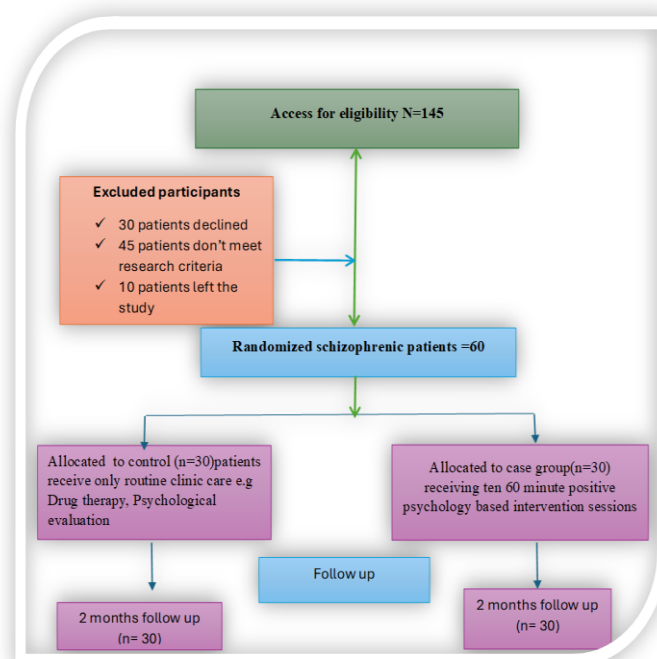 Access for eligibility N=145
Excluded participants
✓ 30 patients declined
✓ 45 patients don't meet
research criteria
✓ 10 patients left the
study
Randomized schizophrenic patients =60
Allocated to control (n=30)patients
receive only routine clinic care e.g
Drug therapy, Psychological
evaluation
Allocated to case group(n=30)
receiving ten 60 minute positive
psychology based intervention sessions
Follow up
2 months follow up
(n= 30)
2 months follow up
(n= 30)